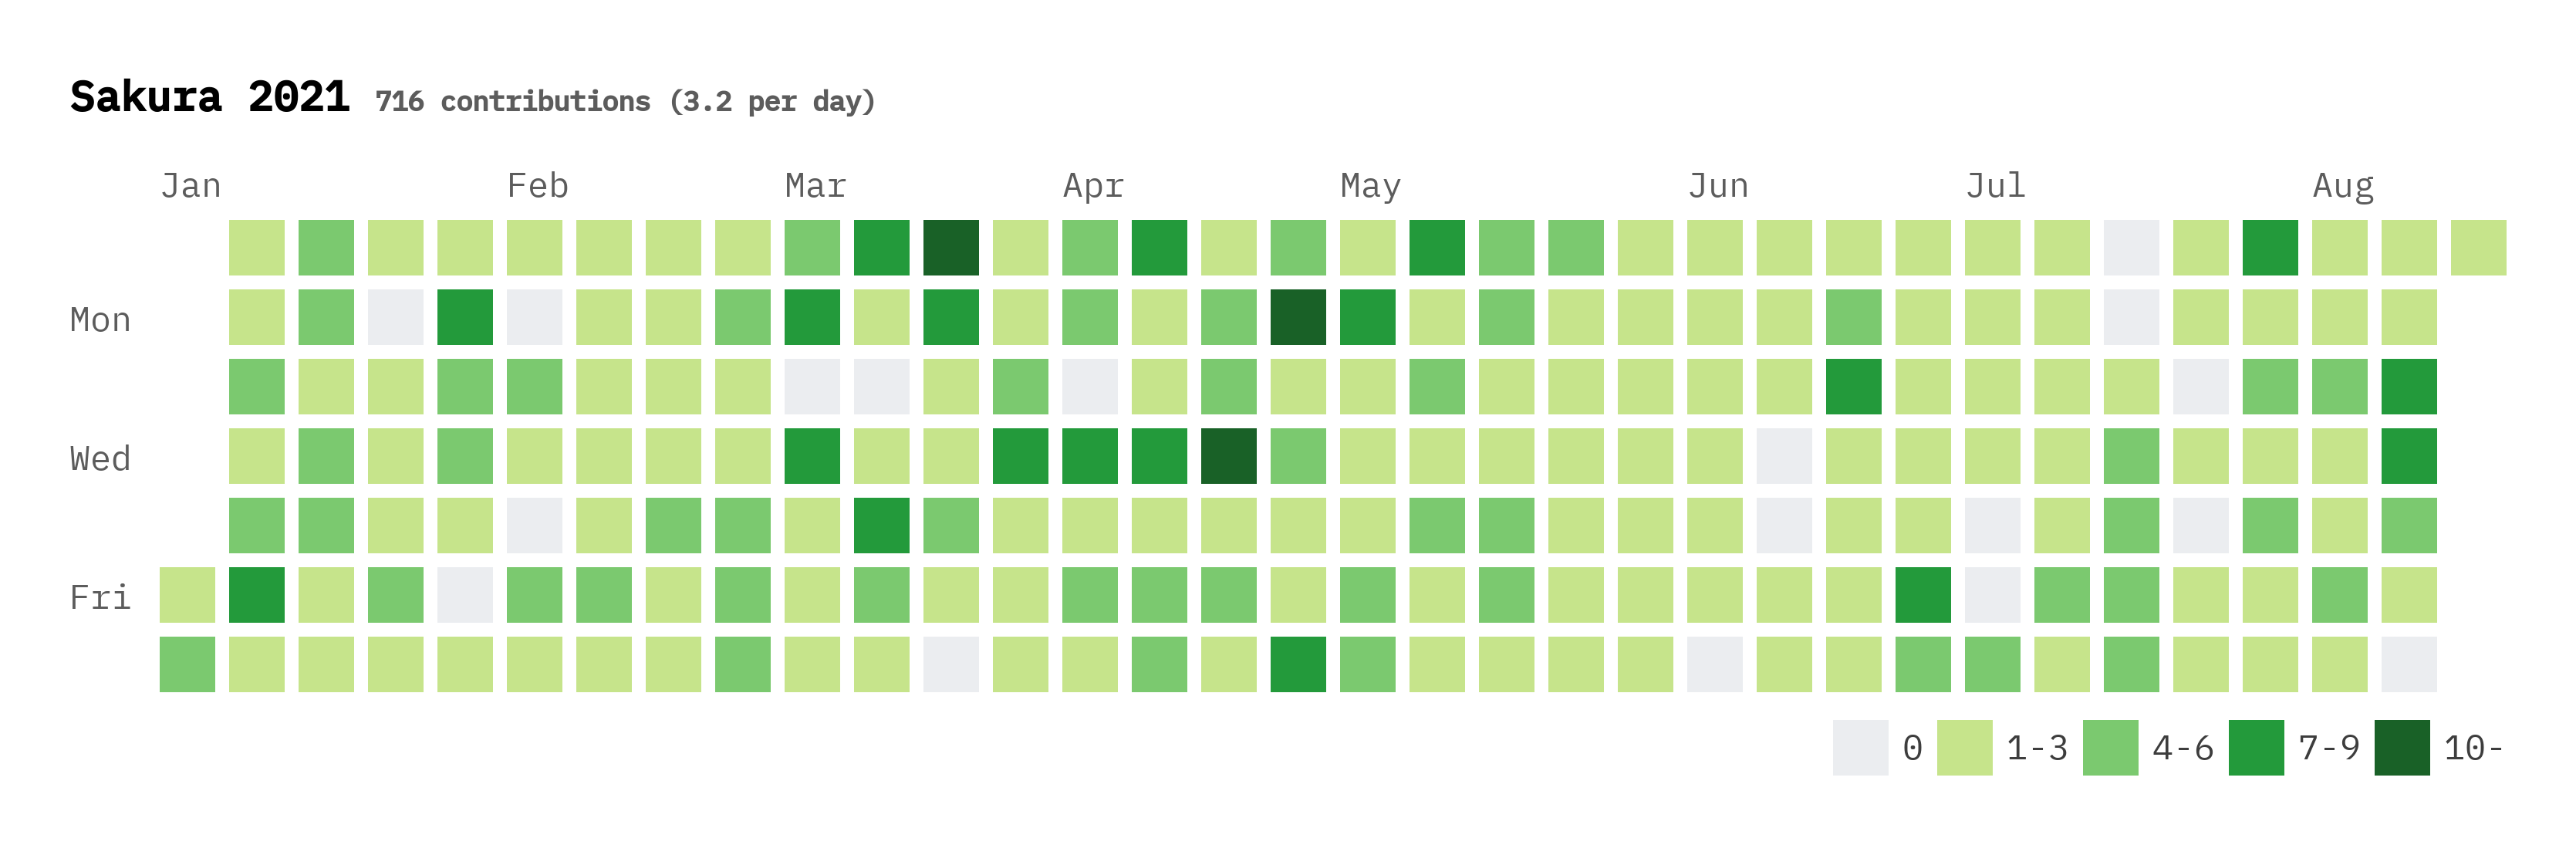 Sakura 2021 716 contributions (3.2 per day)
Jan Feb Mar Apr May Jun Jul Aug
Mon
Wed
Fri
0 1-3 4-6 7-9 10-